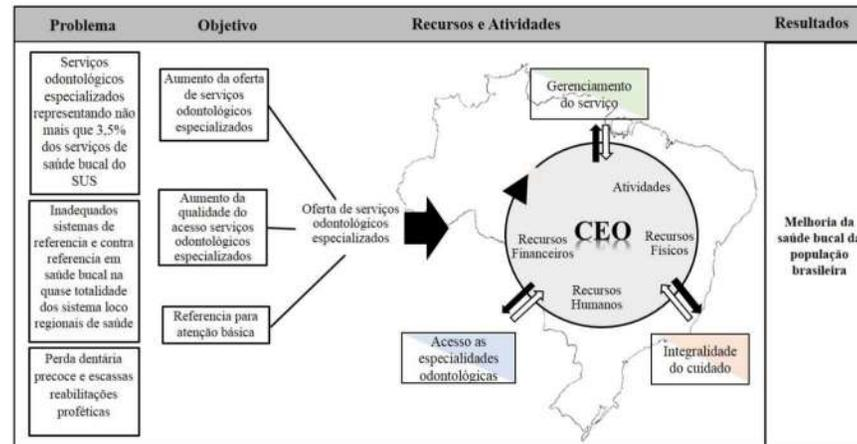 Problema
Objetivo
Recursos e Atividades
Resultados
Serviços
odontológicos
especializados
representando não
mais que 3,5%
dos serviços de
saúde bucal do
SUS
Inadequados
sistemas de
referencia e contra
referencia em
saúde bucal na
quase totalidade
dos sistema loco
regionais de saúde
Perda dentária
precoce e escassas
reabilitações
proféticas
Aumento da oferta
de serviços
odontológicos
especializados
Aumento da
qualidade do
acesso serviços
odontológicos
especializados
Referencia para
atenção básica
Oferta de serviços
odontológicos
especializados
Gerenciamento
do serviço
Atividades
CEO
Recursos
Financeiros
Recursos
Físicos
Recursos
Humanos
Acesso as
especialidades
odontológicas
Integralidade
do cuidado
Melhoria da
saúde bucal da
população
brasileira